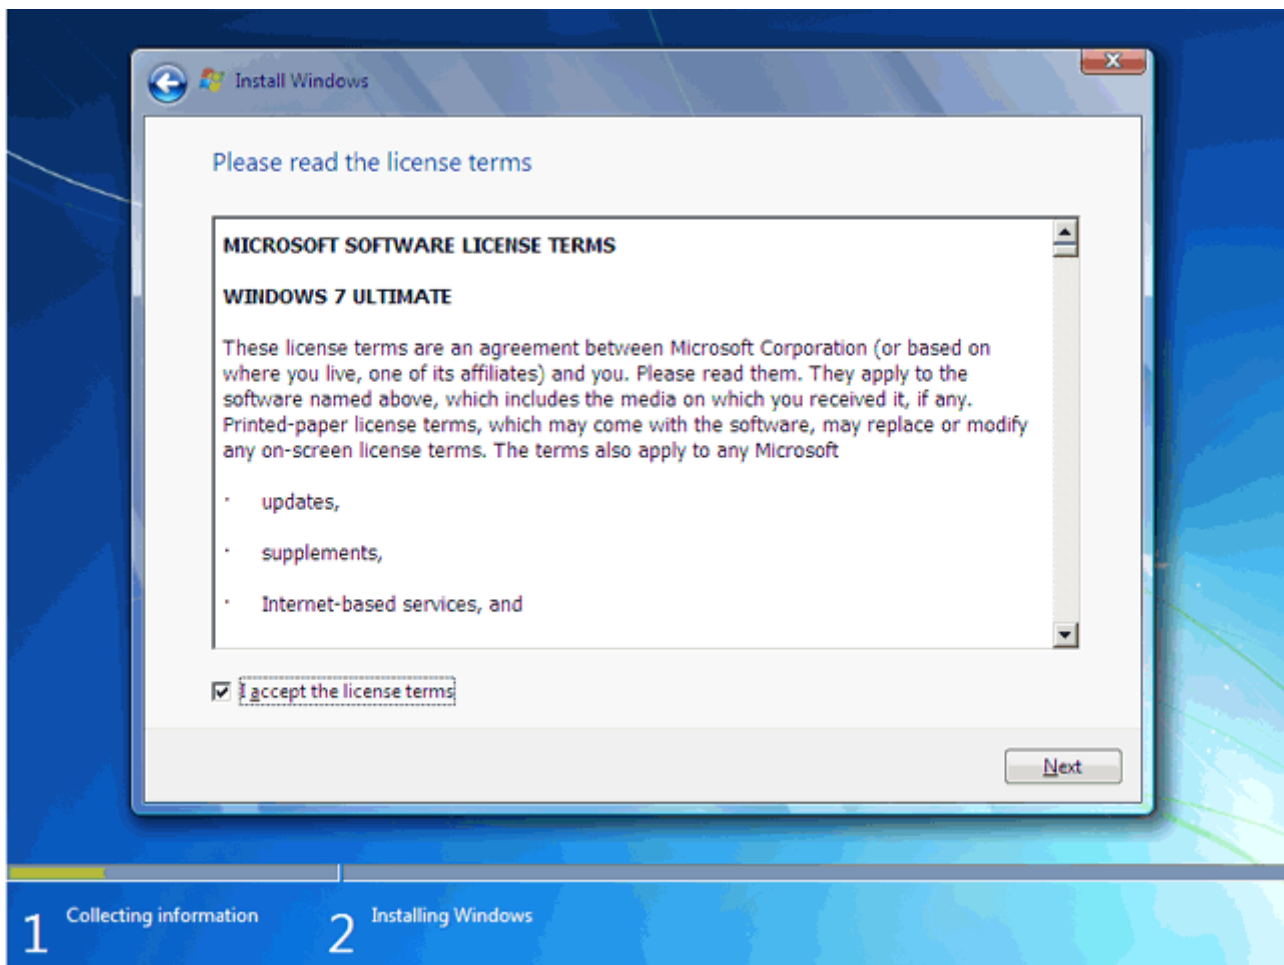 Install Windows
Please read the license terms
MICROSOFT SOFTWARE LICENSE TERMS
WINDOWS 7 ULTIMATE
These license terms are an agreement between Microsoft Corporation (or based on
where you live, one of its affiliates) and you. Please read them. They apply to the
software named above, which includes the media on which you received it, if any.
Printed-paper license terms, which may come with the software, may replace or modify
any on-screen license terms. The terms also apply to any Microsoft
· updates,
· supplements,
· Internet-based services, and
I accept the license terms
Next
1 Collecting information
2 Installing Windows